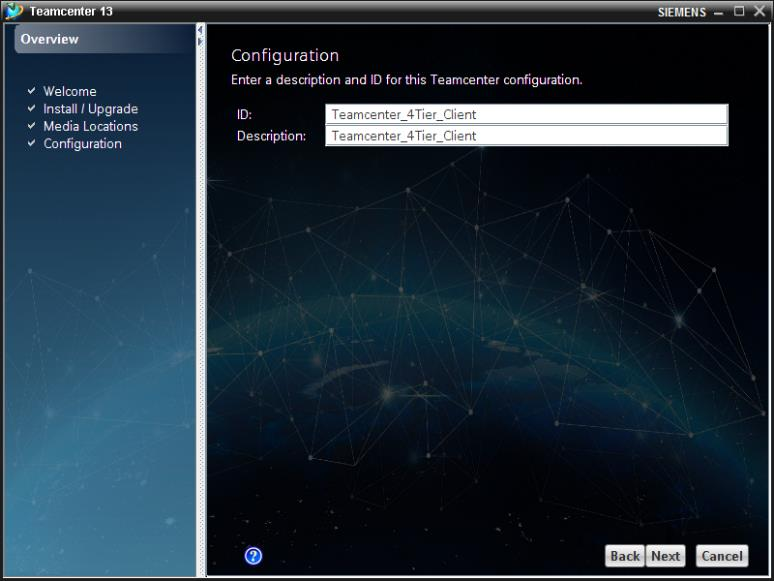 Teamcenter 13
SIEMENS
Overview
Welcome
Install / Upgrade
Media Locations
Configuration
Configuration
Enter a description and ID for this Teamcenter configuration.
ID: Teamcenter_4Tier_Client
Description: Teamcenter_4Tier_Client
? Back Next Cancel